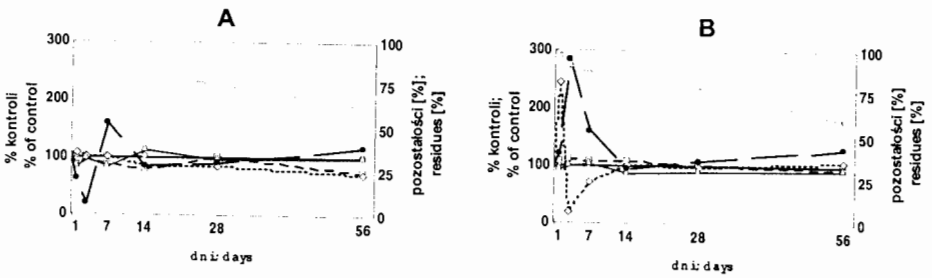 A
300
200
100
0
% kontroli;
% of control
100
75
50
25
0
pozostałości [%];
residues [%]
1 7 14 28 56
dni; days
B
300
200
100
0
% kontroli;
% of control
100
75
50
25
0
pozostałości [%];
residues [%]
1 7 14 28 56
dni; days